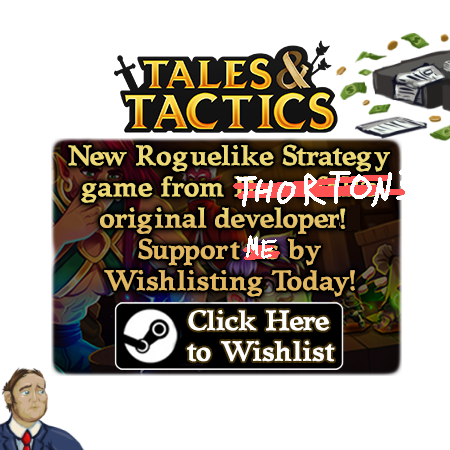 TALES &
TACTICS
New Roguelike Strategy
game from THORTON'S
original developer!
Support ME by
Wishlisting Today!
Click Here
to Wishlist